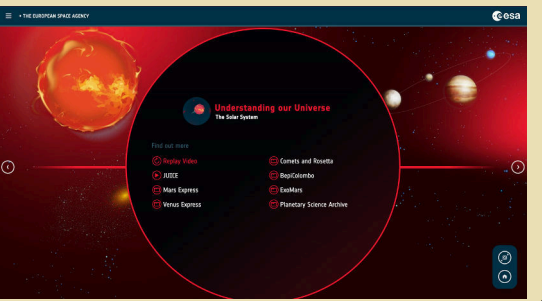 → THE EUROPEAN SPACE AGENCY
esa
Understanding our Universe
The Solar System
Find out more
Replay Video
JUICE
Mars Express
Venus Express
Comets and Rosetta
BepiColombo
ExoMars
Planetary Science Archive